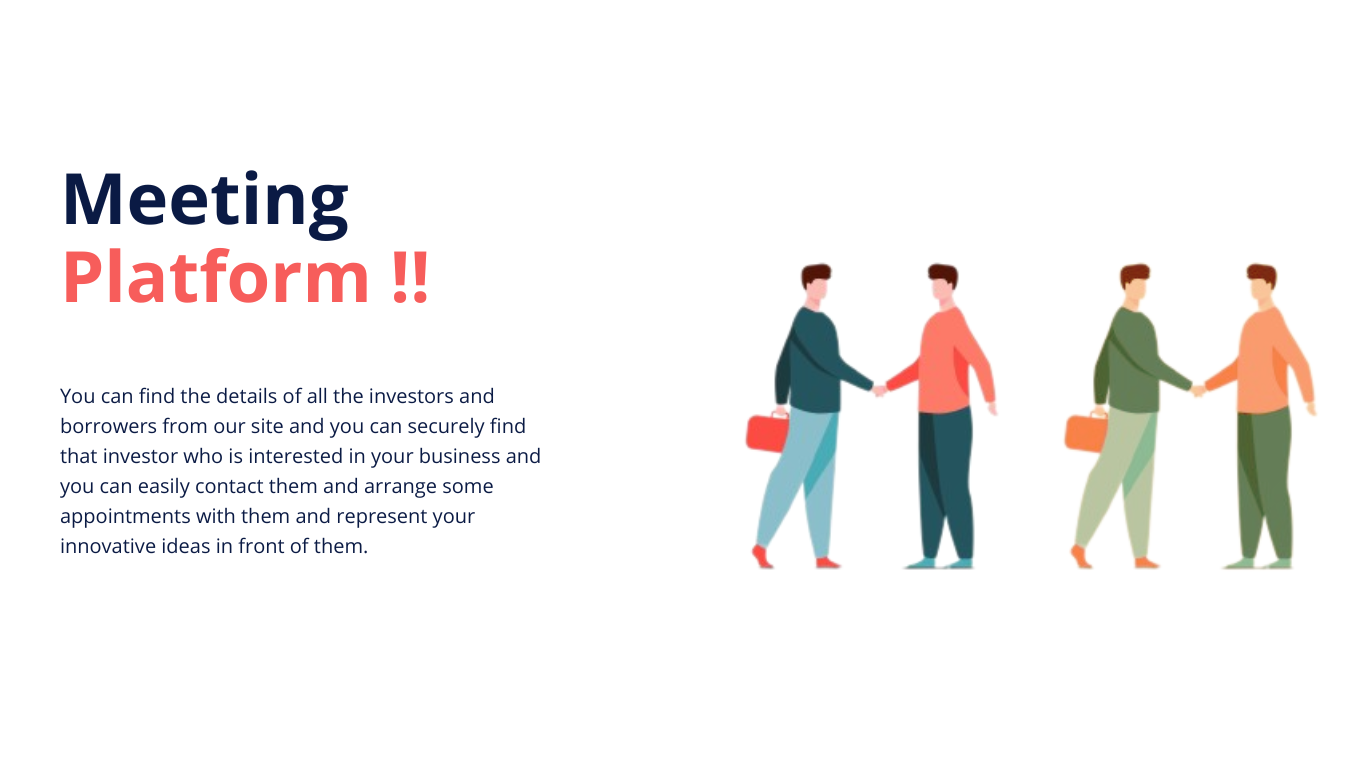 Meeting
Platform !!
You can find the details of all the investors and
borrowers from our site and you can securely find
that investor who is interested in your business and
you can easily contact them and arrange some
appointments with them and represent your
innovative ideas in front of them.